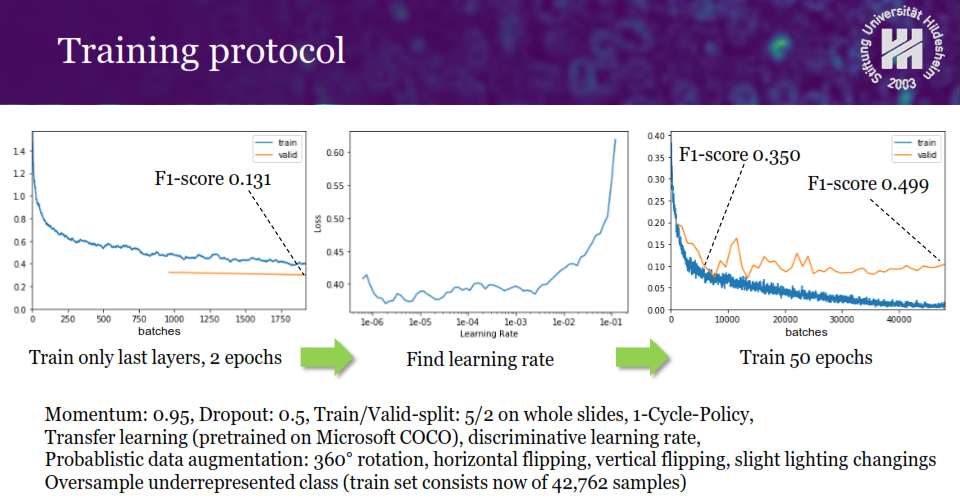 Training protocol
Stiftung Universität Hildesheim
2003
train
valid
F1-score 0.131
1.4
1.2
1.0
0.8
0.6
0.4
0.2
0.0
0 250 500 750 1000 1250 1500 1750
batches
Loss
0.60
0.55
0.50
0.45
0.40
1e-06 1e-05 1e-04 1e-03 1e-02 1e-01
Learning Rate
train
valid
F1-score 0.350
F1-score 0.499
0.40
0.35
0.30
0.25
0.20
0.15
0.10
0.05
0.00
0 10000 20000 30000 40000
batches
Train only last layers, 2 epochs
Find learning rate
Train 50 epochs
Momentum: 0.95, Dropout: 0.5, Train/Valid-split: 5/2 on whole slides, 1-Cycle-Policy,
Transfer learning (pretrained on Microsoft COCO), discriminative learning rate,
Probablistic data augmentation: 360° rotation, horizontal flipping, vertical flipping, slight lighting changings
Oversample underrepresented class (train set consists now of 42,762 samples)